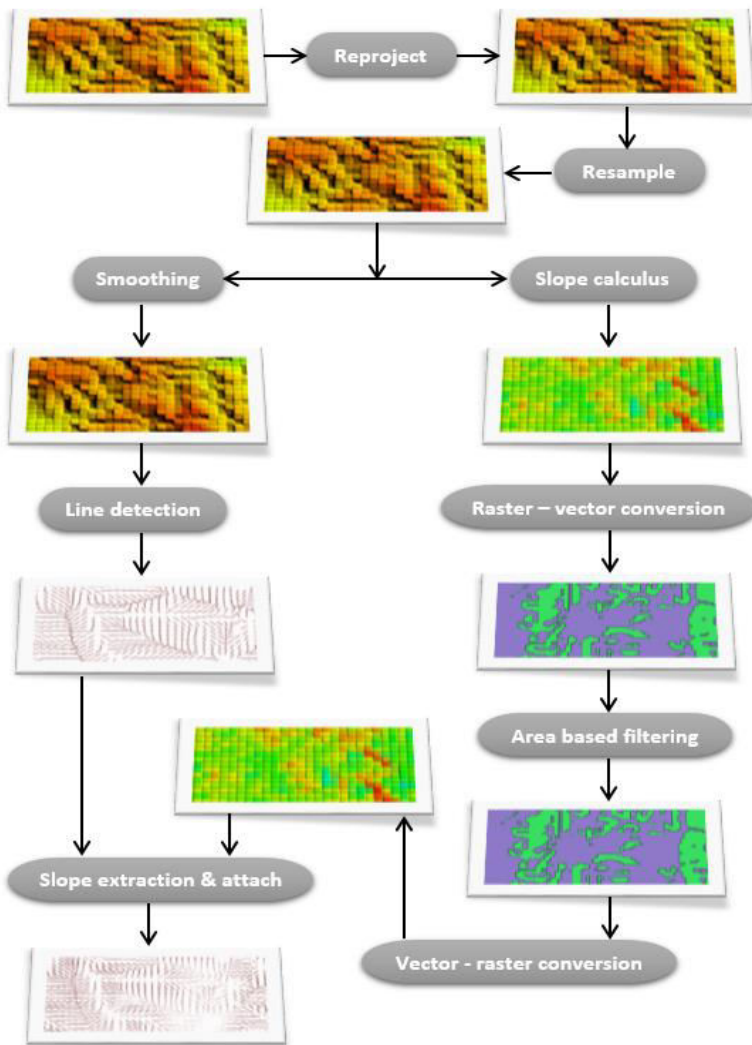 Reproject
Resample
Smoothing
Slope calculus
Line detection
Raster – vector conversion
Area based filtering
Slope extraction & attach
Vector - raster conversion